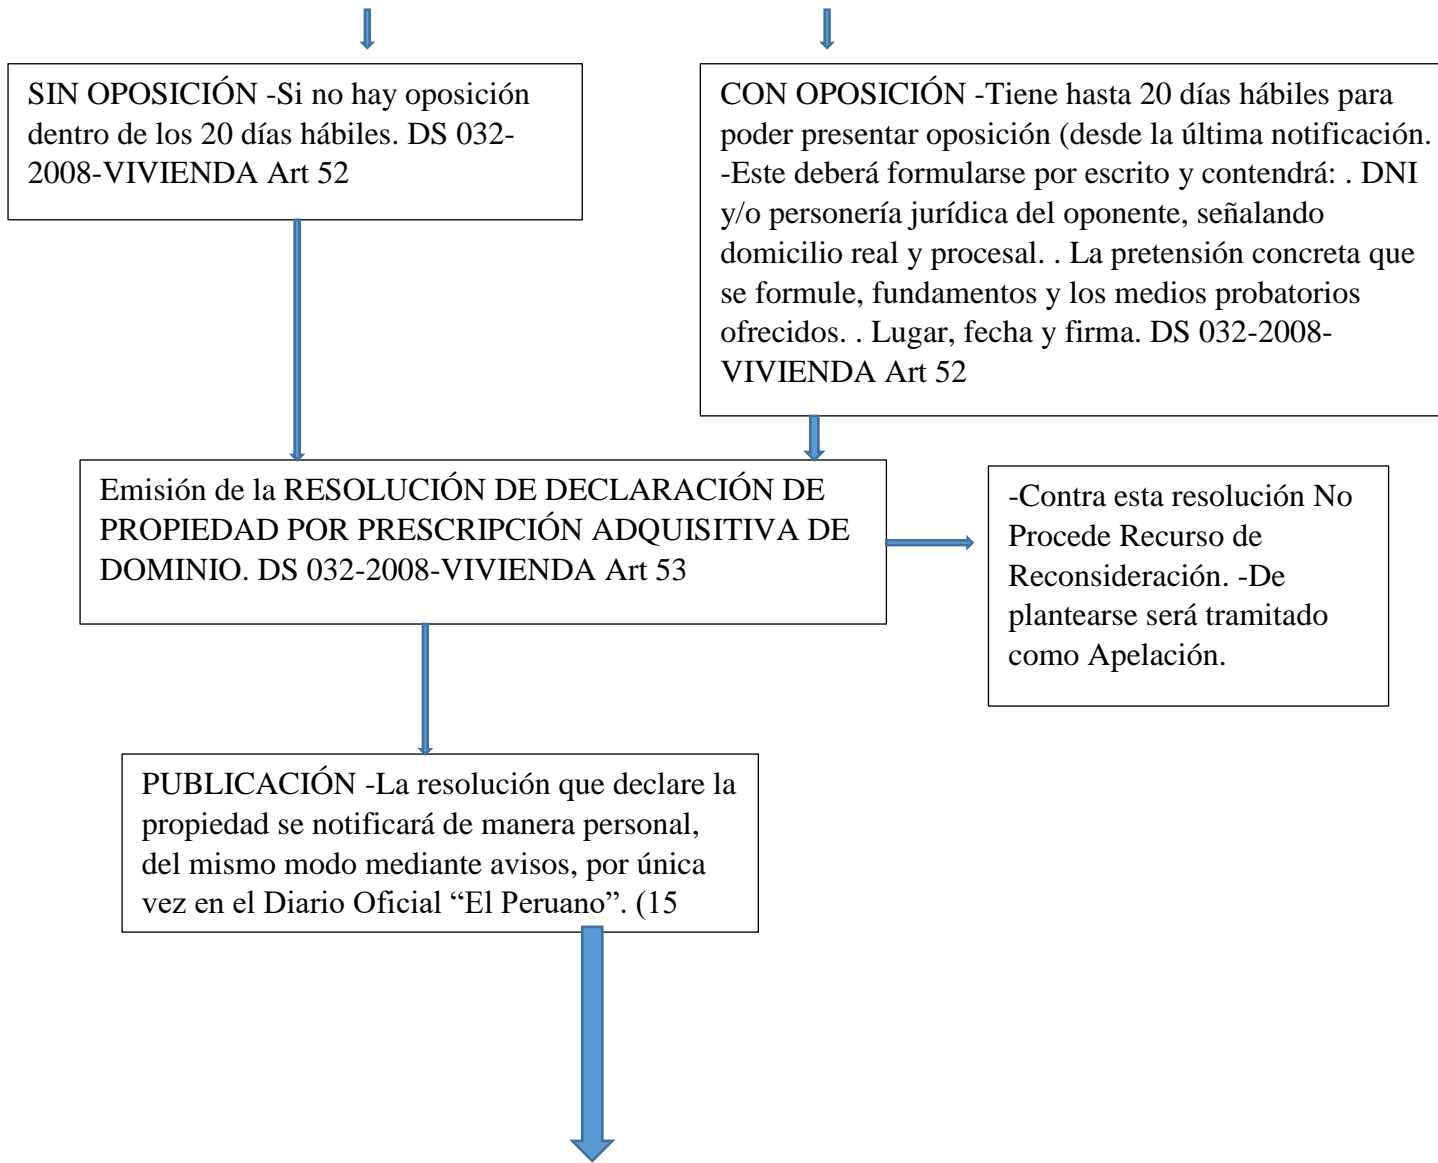 SIN OPOSICIÓN -Si no hay oposición
dentro de los 20 días hábiles. DS 032-
2008-VIVIENDA Art 52
CON OPOSICIÓN -Tiene hasta 20 días hábiles para
poder presentar oposición (desde la última notificación.
-Este deberá formularse por escrito y contendrá: . DNI
y/o personería jurídica del oponente, señalando
domicilio real y procesal. . La pretensión concreta que
se formule, fundamentos y los medios probatorios
ofrecidos. . Lugar, fecha y firma. DS 032-2008-
VIVIENDA Art 52
Emisión de la RESOLUCIÓN DE DECLARACIÓN DE
PROPIEDAD POR PRESCRIPCIÓN ADQUISITIVA DE
DOMINIO. DS 032-2008-VIVIENDA Art 53
-Contra esta resolución No
Procede Recurso de
Reconsideración. -De
plantearse será tramitado
como Apelación.
PUBLICACIÓN -La resolución que declare la
propiedad se notificará de manera personal,
del mismo modo mediante avisos, por única
vez en el Diario Oficial “El Peruano”. (15